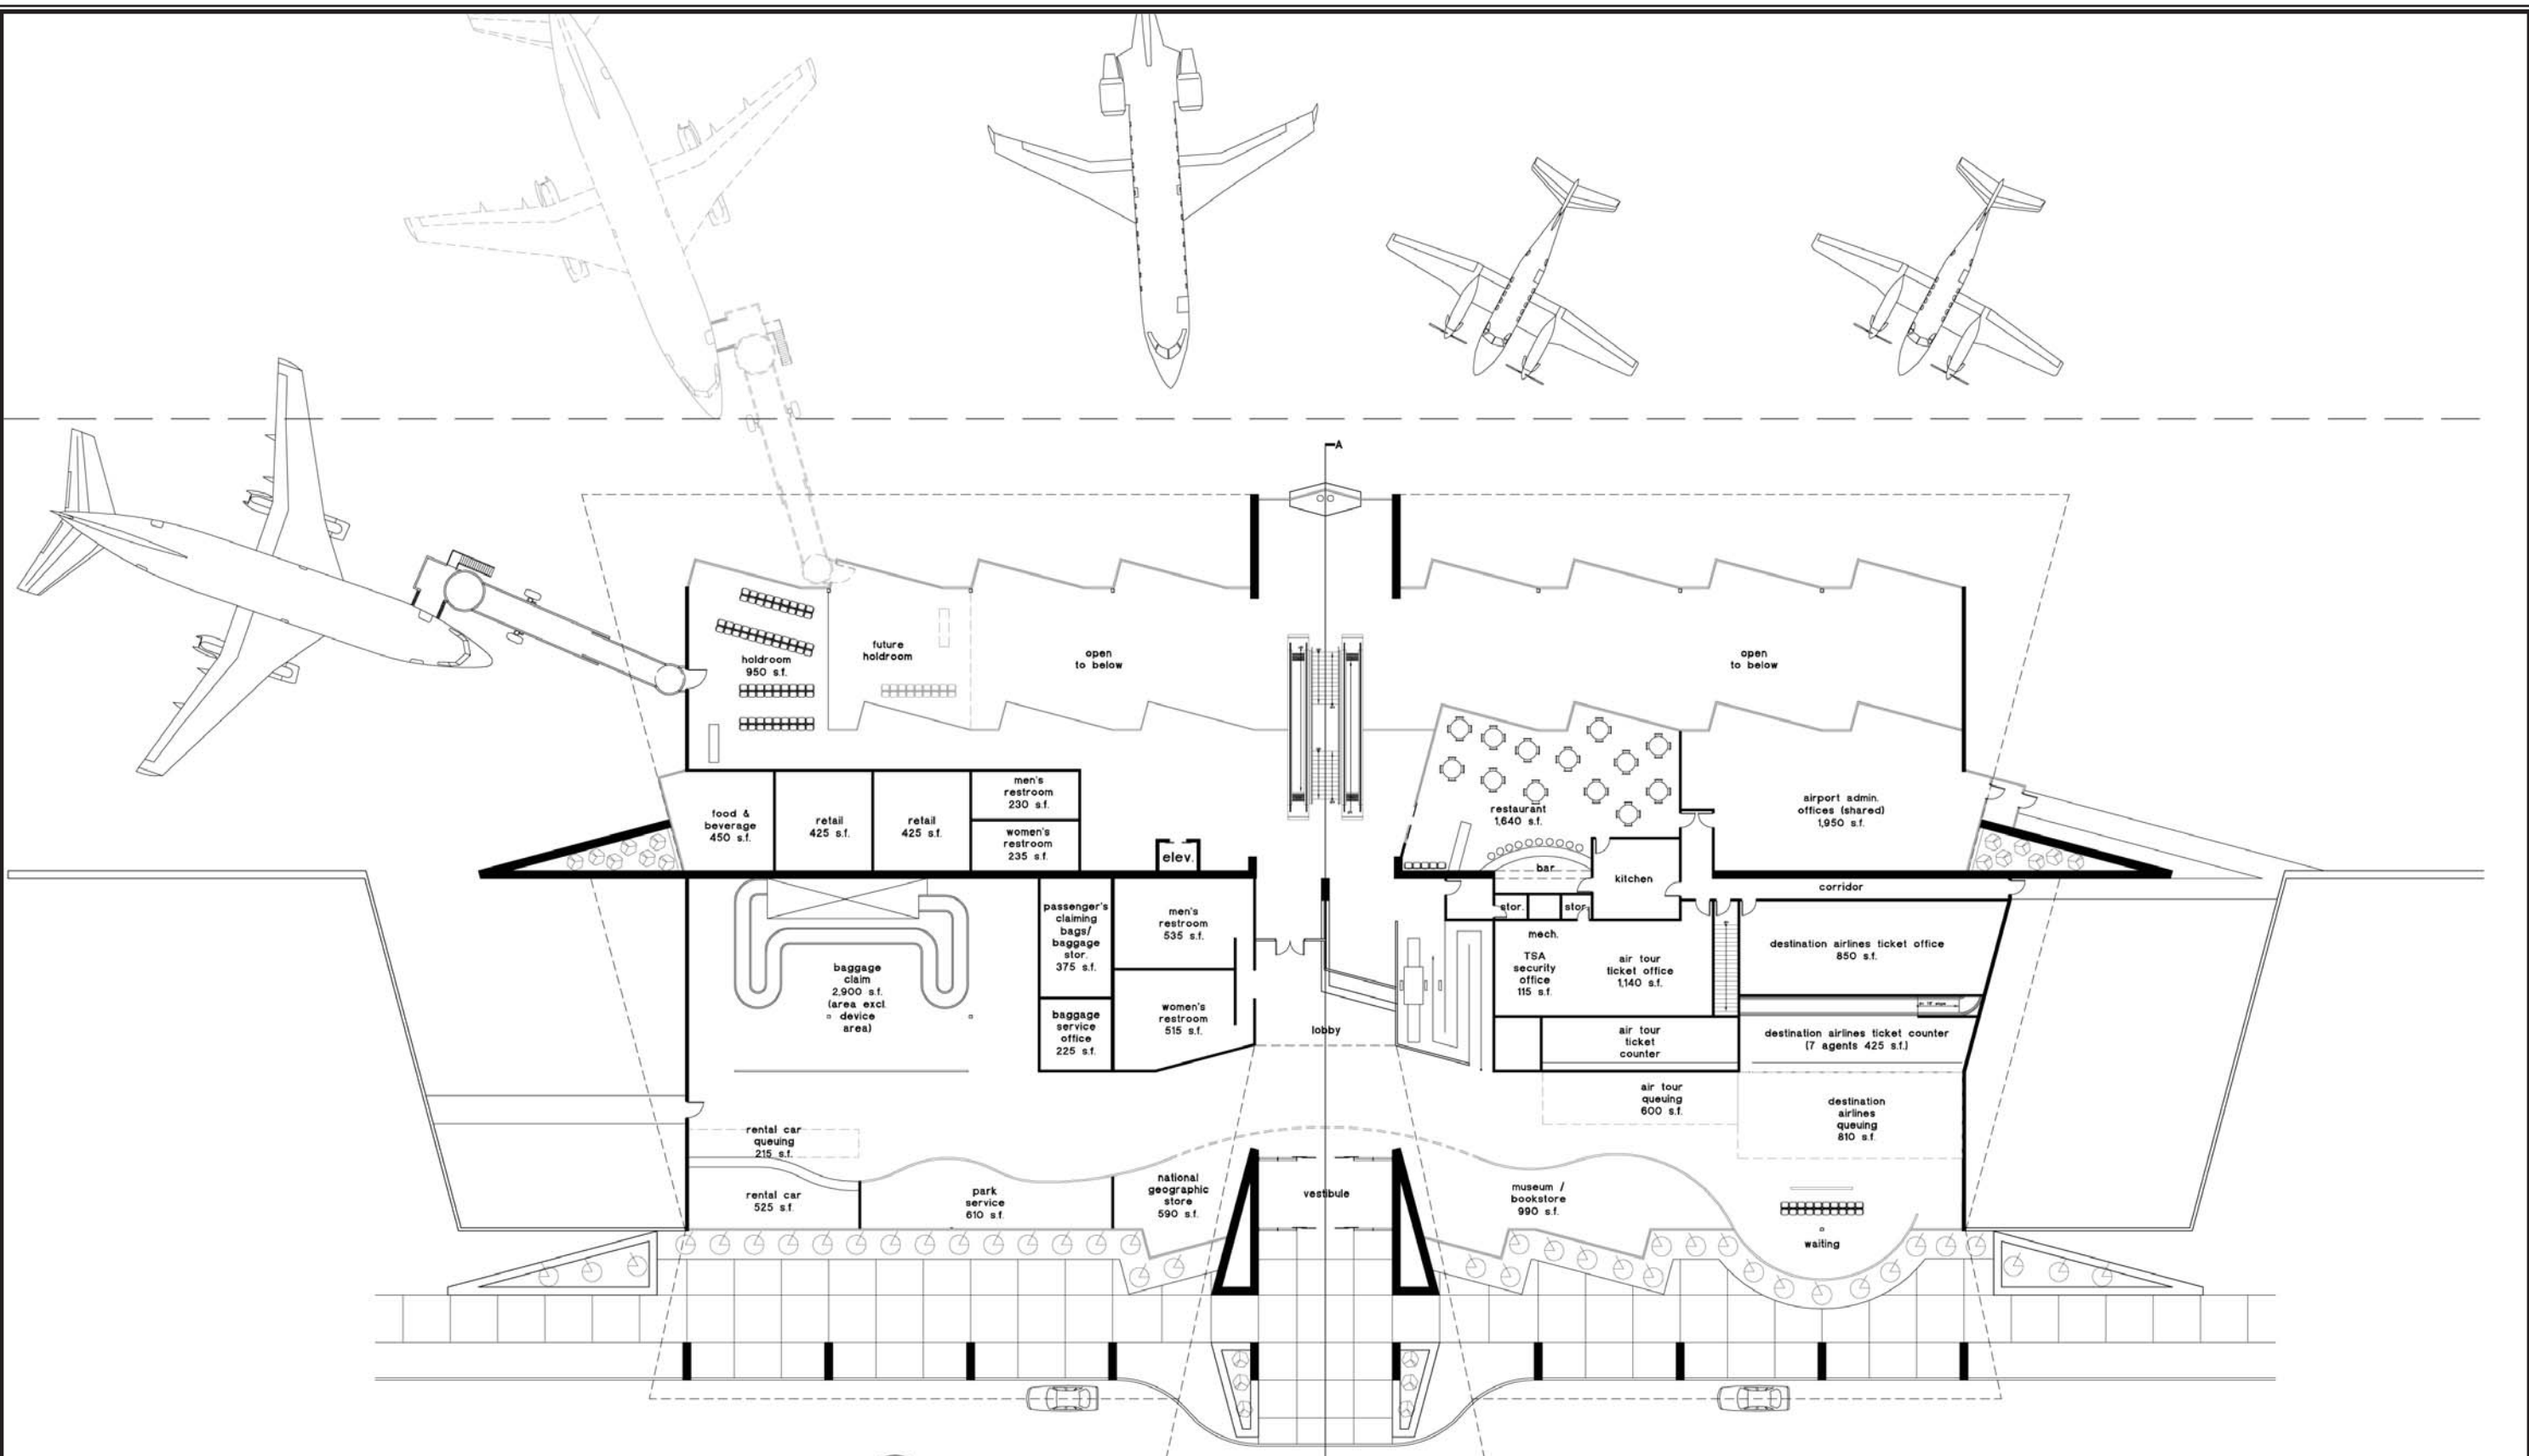 A
holdroom
950 s.f.
future
holdroom
open
to below
open
to below
food &
beverage
450 s.f.
retail
425 s.f.
retail
425 s.f.
men's
restroom
230 s.f.
women's
restroom
235 s.f.
elev.
restaurant
1,640 s.f.
bar
kitchen
airport admin.
offices (shared)
1,950 s.f.
corridor
baggage
claim
2,900 s.f.
(area excl.
device
area)
passenger's
claiming
bags/
baggage
stor.
375 s.f.
baggage
service
office
225 s.f.
men's
restroom
535 s.f.
women's
restroom
515 s.f.
lobby
stor.
stor.
mech.
TSA
security
office
115 s.f.
air tour
ticket office
1,140 s.f.
destination airlines ticket office
850 s.f.
air tour
ticket
counter
destination airlines ticket counter
(7 agents 425 s.f.)
air tour
queuing
600 s.f.
destination
airlines
queuing
810 s.f.
rental car
queuing
215 s.f.
rental car
525 s.f.
park
service
610 s.f.
national
geographic
store
590 s.f.
vestibule
museum /
bookstore
990 s.f.
waiting